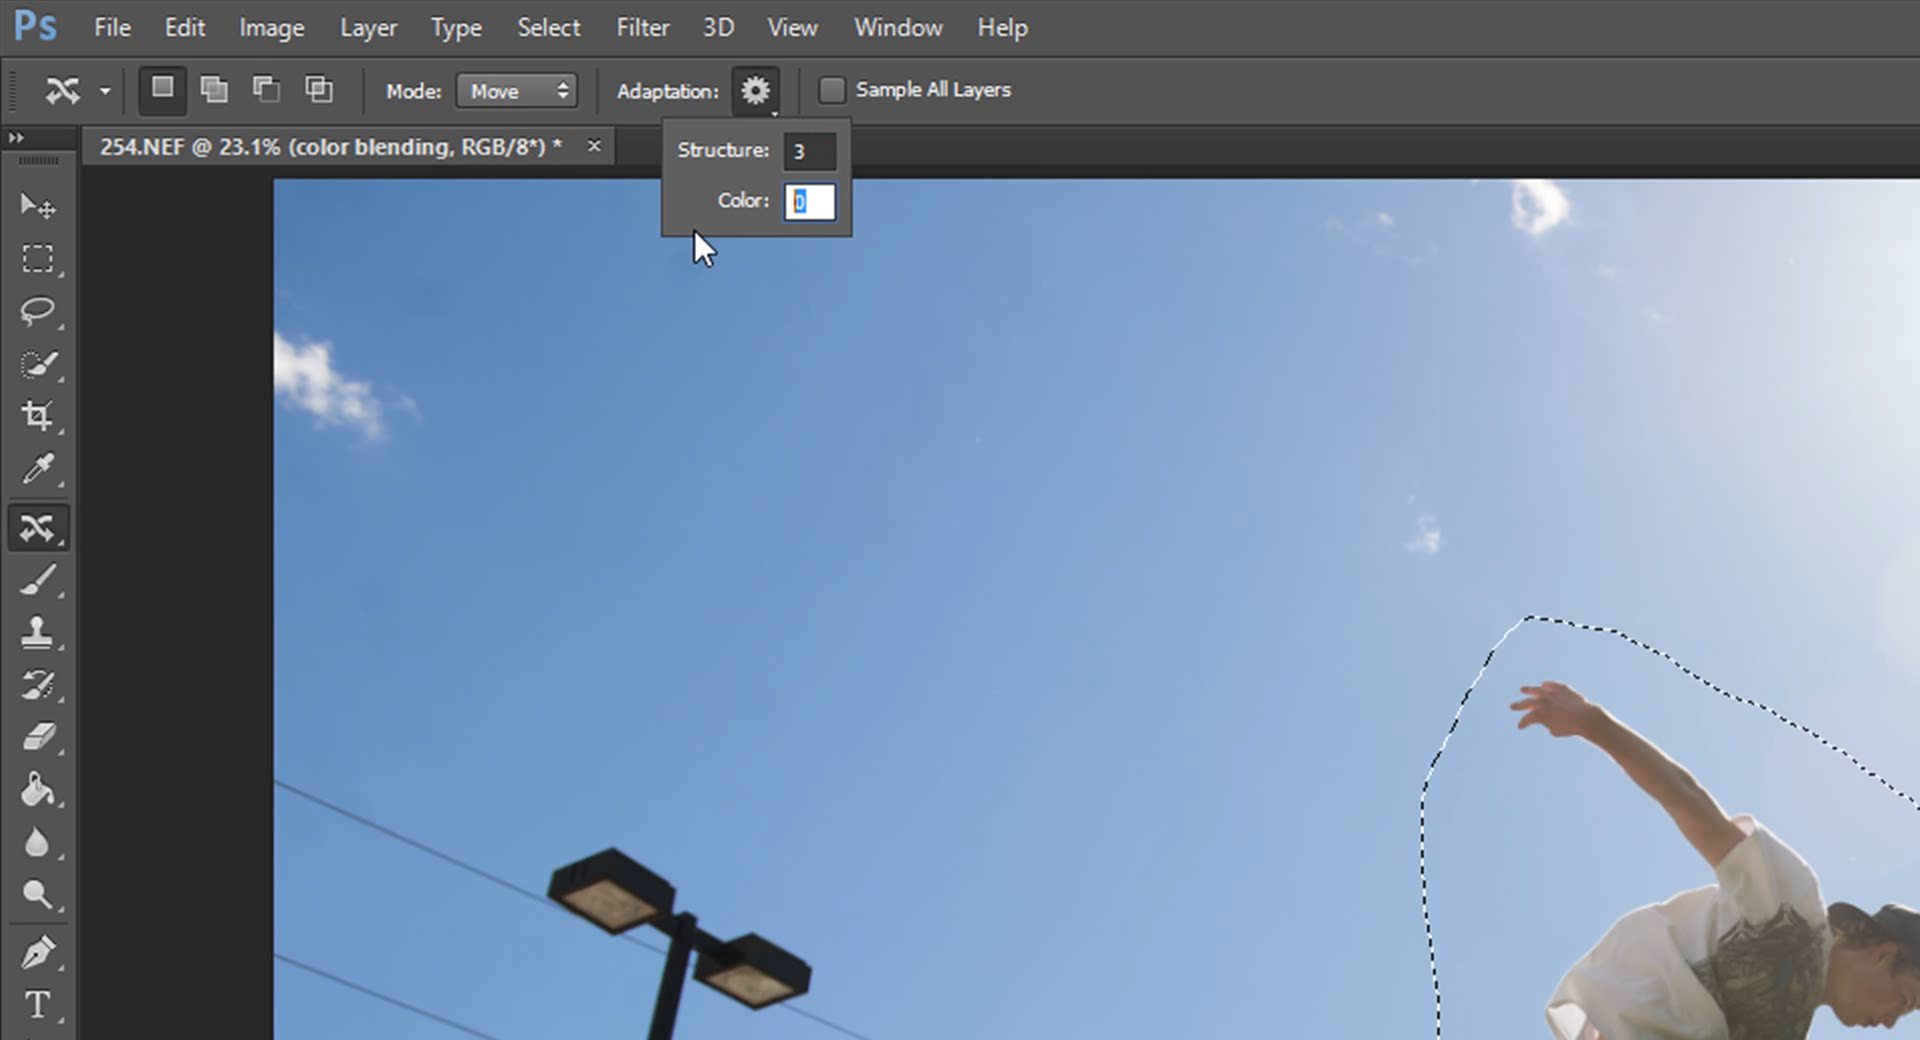 Ps File Edit Image Layer Type Select Filter 3D View Window Help
Mode: Move Adaptation: Sample All Layers
254.NEF @ 23.1% (color blending, RGB/8*) *
Structure: 3
Color: 0
T